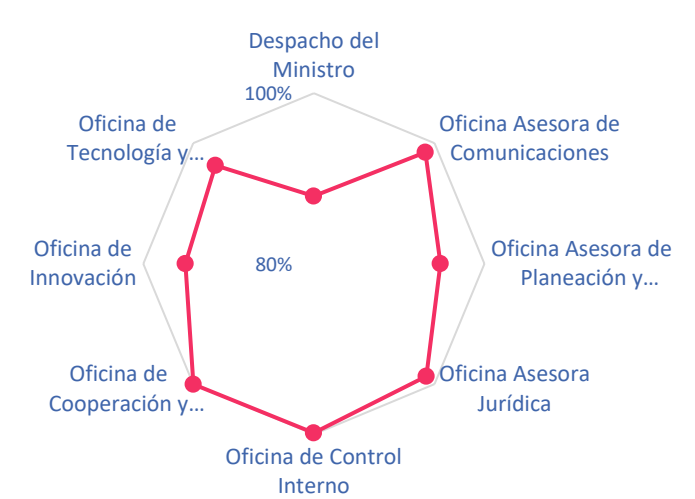 Despacho del
Ministro
100%
Oficina Asesora de
Comunicaciones
Oficina Asesora de
Planeación y...
Oficina Asesora
Jurídica
Oficina de Control
Interno
Oficina de
Cooperación y...
Oficina de
Innovación
Oficina de
Tecnología y...
80%